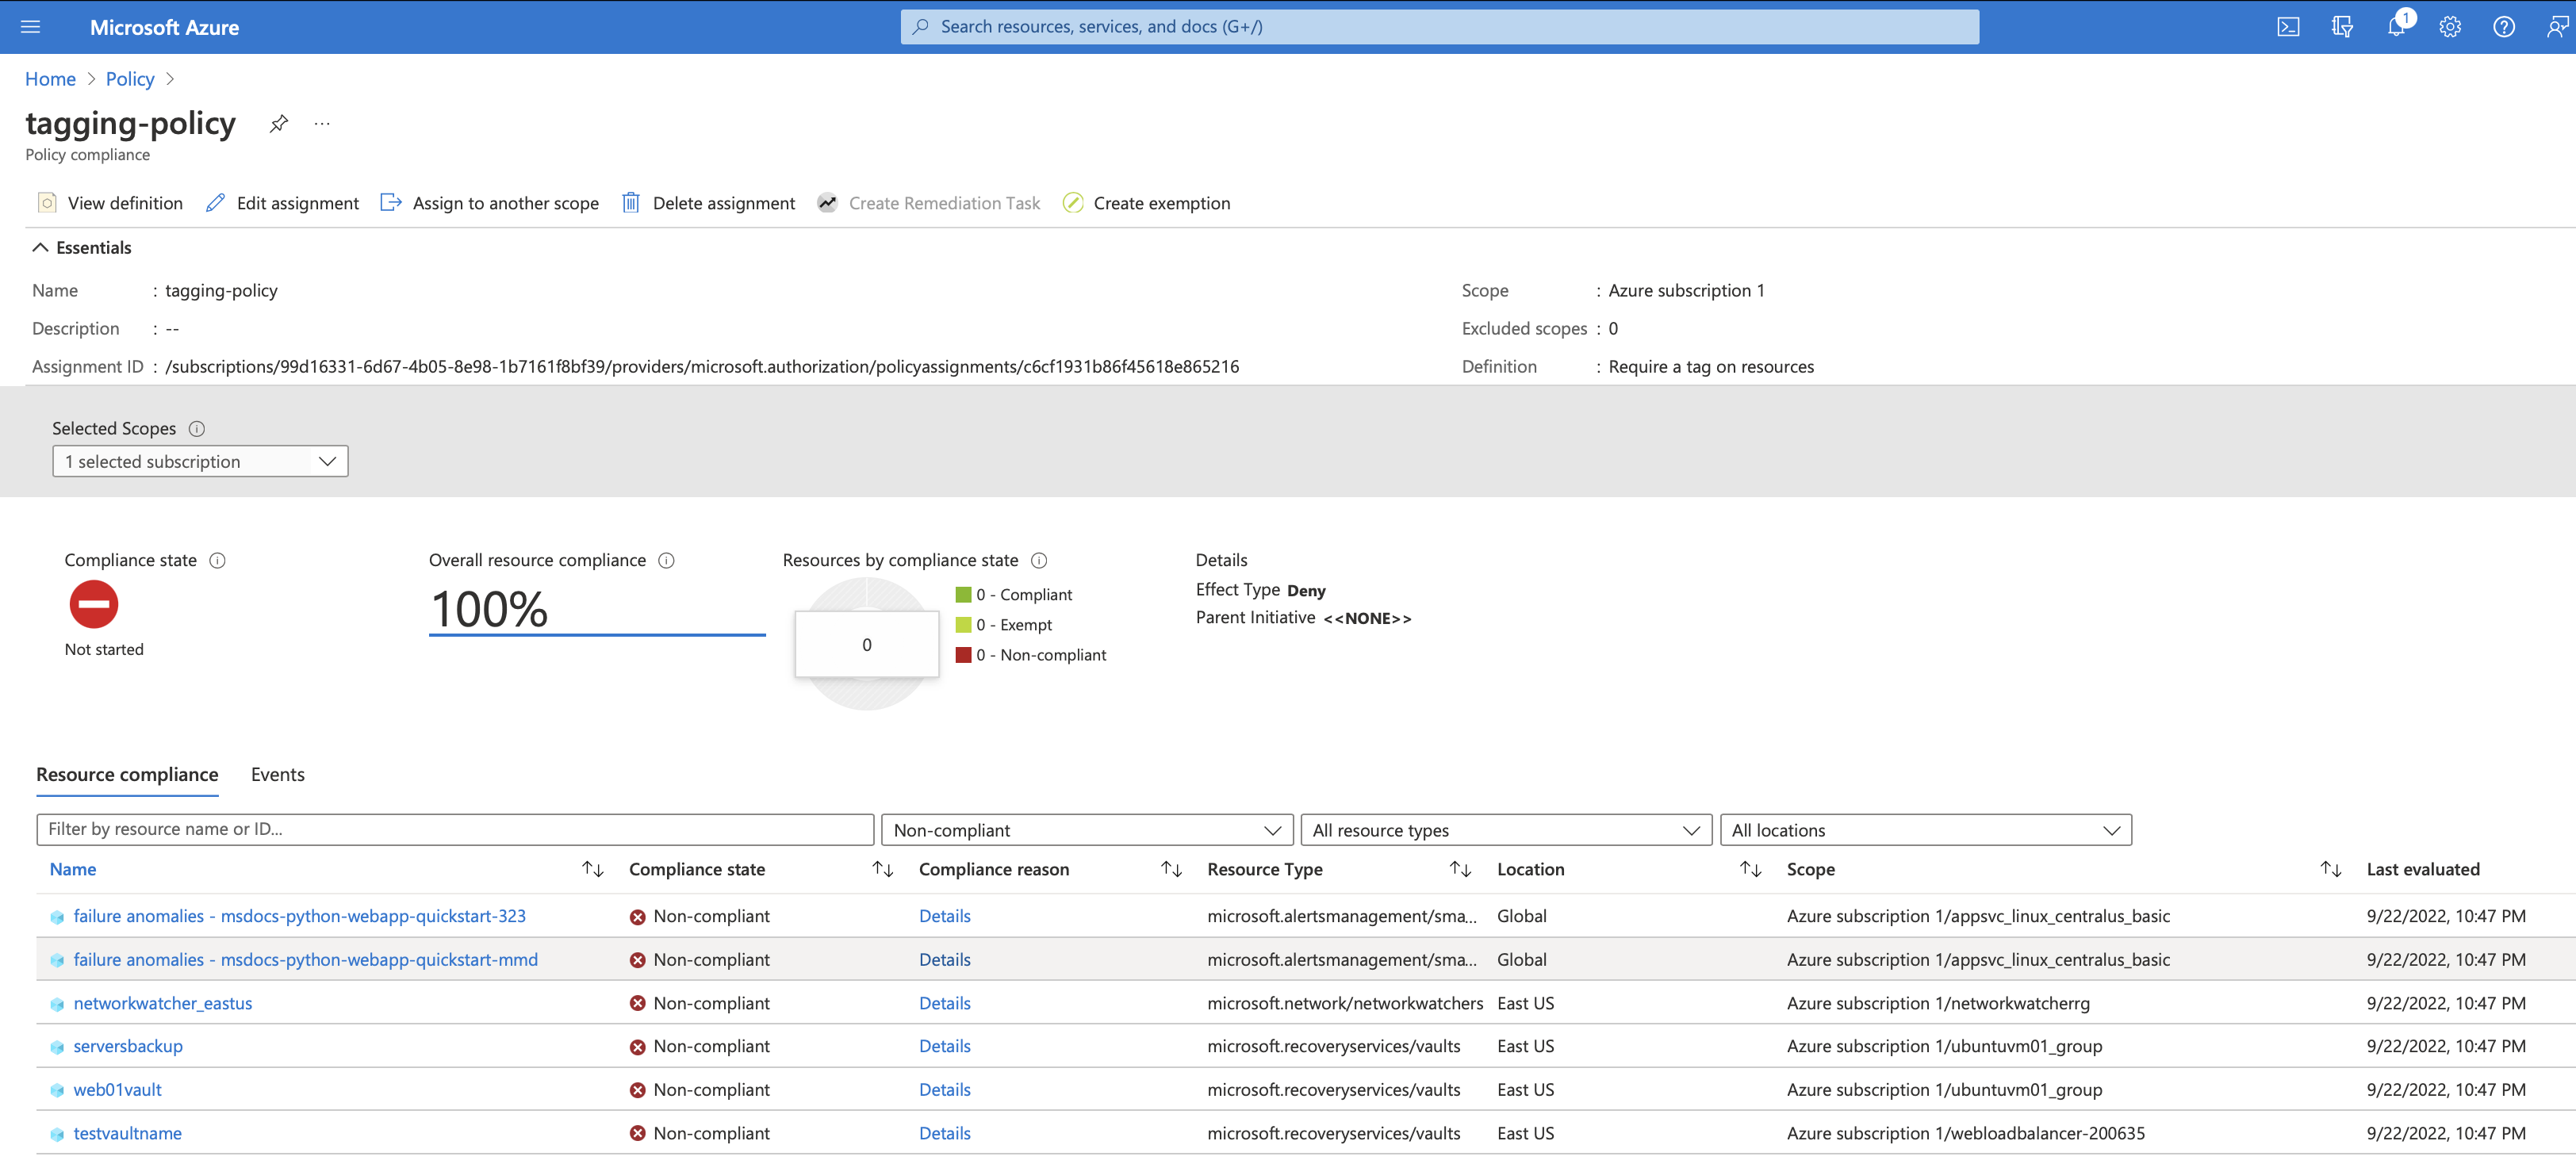 Microsoft Azure
Search resources, services, and docs (G+/)
1
Home > Policy >
tagging-policy ...
Policy compliance
View definition Edit assignment Assign to another scope Delete assignment Create Remediation Task Create exemption
Essentials
Name : tagging-policy Scope : Azure subscription 1
Description : -- Excluded scopes : 0
Assignment ID : /subscriptions/99d16331-6d67-4b05-8e98-1b7161f8bf39/providers/microsoft.authorization/policyassignments/c6cf1931b86f45618e865216 Definition : Require a tag on resources
Selected Scopes
1 selected subscription
Compliance state Overall resource compliance Resources by compliance state Details
Not started
100%
0
0 - Compliant
0 - Exempt
0 - Non-compliant
Effect Type Deny
Parent Initiative <<NONE>>
Resource compliance Events
Filter by resource name or ID... Non-compliant All resource types All locations
Name Compliance state Compliance reason Resource Type Location Scope Last evaluated
failure anomalies - msdocs-python-webapp-quickstart-323 Non-compliant Details microsoft.alertsmanagement/sma... Global Azure subscription 1/appsvc_linux_centralus_basic 9/22/2022, 10:47 PM
failure anomalies - msdocs-python-webapp-quickstart-mmd Non-compliant Details microsoft.alertsmanagement/sma... Global Azure subscription 1/appsvc_linux_centralus_basic 9/22/2022, 10:47 PM
networkwatcher_eastus Non-compliant Details microsoft.network/networkwatchers East US Azure subscription 1/networkwatcherrg 9/22/2022, 10:47 PM
serversbackup Non-compliant Details microsoft.recoveryservices/vaults East US Azure subscription 1/ubuntuvm01_group 9/22/2022, 10:47 PM
web01vault Non-compliant Details microsoft.recoveryservices/vaults East US Azure subscription 1/ubuntuvm01_group 9/22/2022, 10:47 PM
testvaultname Non-compliant Details microsoft.recoveryservices/vaults East US Azure subscription 1/webloadbalancer-200635 9/22/2022, 10:47 PM